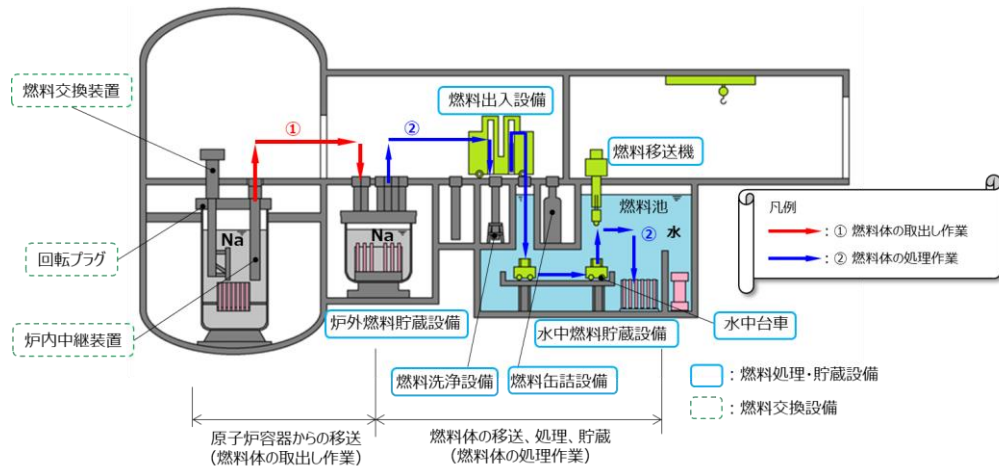 燃料交換装置
燃料出入設備
①
②
燃料移送機
燃料池
水
②
Na
Na
凡例
：① 燃料体の取出し作業
：② 燃料体の処理作業
回転プラグ
炉内中継装置
炉外燃料貯蔵設備
水中燃料貯蔵設備
水中台車
燃料洗浄設備
燃料缶詰設備
：燃料処理・貯蔵設備
：燃料交換設備
原子炉容器からの移送
（燃料体の取出し作業）
燃料体の移送、処理、貯蔵
（燃料体の処理作業）